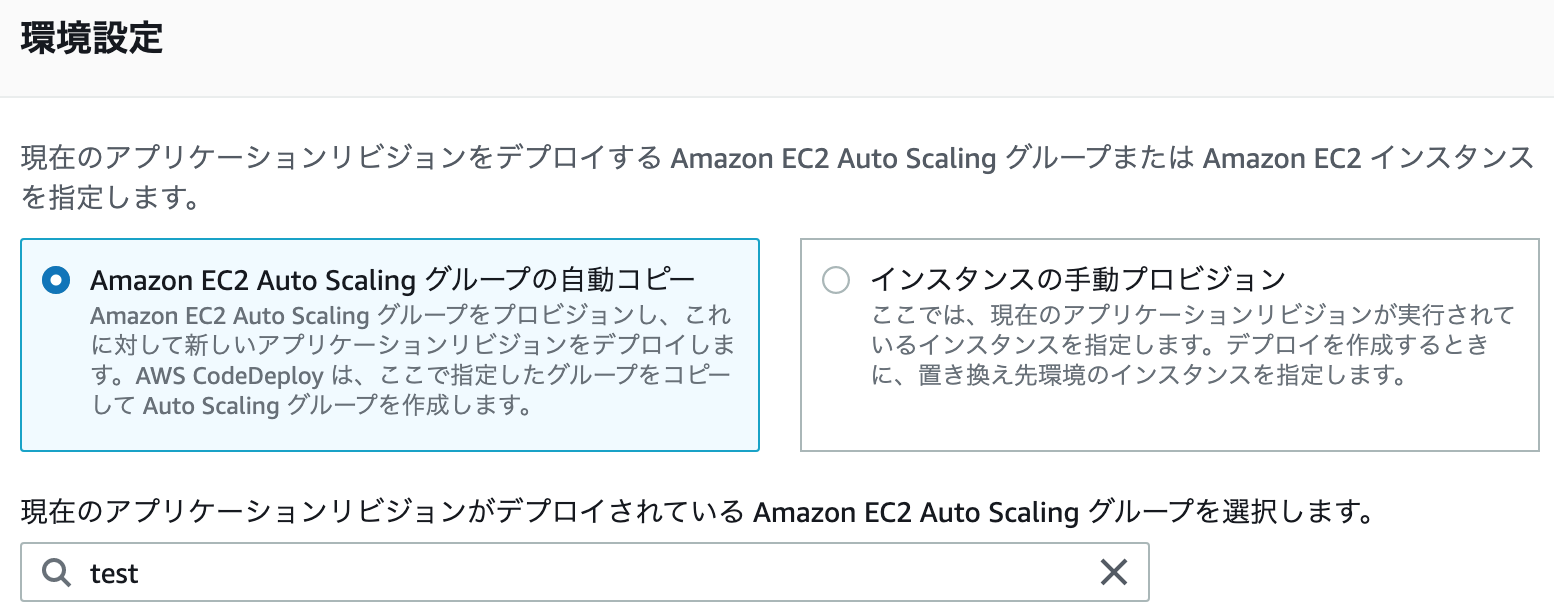 環境設定
現在のアプリケーションリビジョンをデプロイする Amazon EC2 Auto Scaling グループまたは Amazon EC2 インスタンス
を指定します。
Amazon EC2 Auto Scaling グループの自動コピー
Amazon EC2 Auto Scaling グループをプロビジョンし、これ
に対して新しいアプリケーションリビジョンをデプロイしま
す。AWS CodeDeploy は、ここで指定したグループをコピー
して Auto Scaling グループを作成します。
インスタンスの手動プロビジョン
ここでは、現在のアプリケーションリビジョンが実行されて
いるインスタンスを指定します。デプロイを作成するとき
に、置き換え先環境のインスタンスを指定します。
現在のアプリケーションリビジョンがデプロイされている Amazon EC2 Auto Scaling グループを選択します。
test